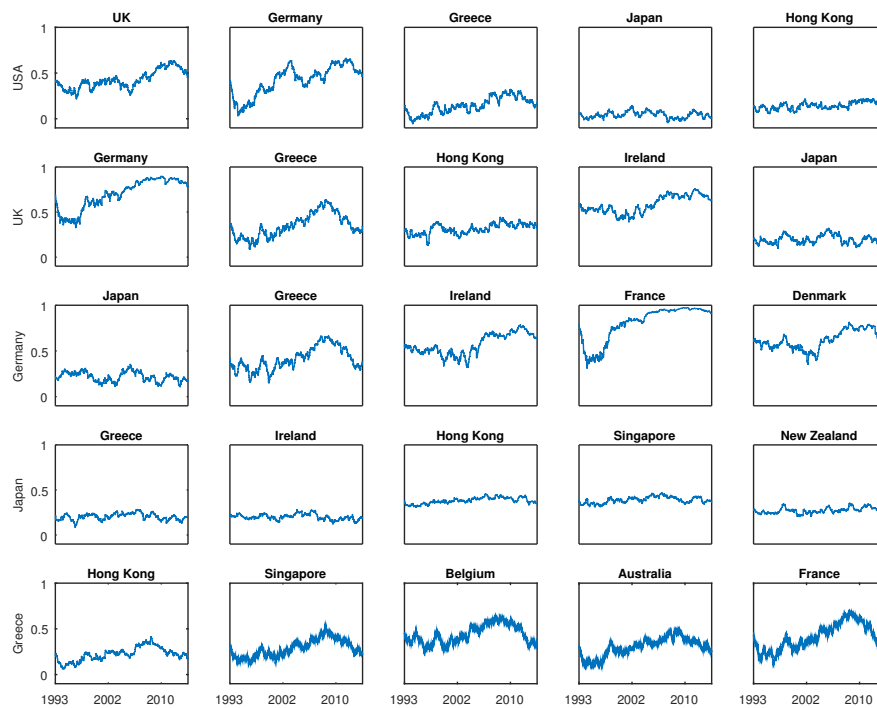 UK Germany Greece Japan Hong Kong
USA
1
0.5
0
Germany Greece Hong Kong Ireland Japan
UK
1
0.5
0
Japan Greece Ireland France Denmark
Germany
1
0.5
0
Greece Ireland Hong Kong Singapore New Zealand
Japan
1
0.5
0
Hong Kong Singapore Belgium Australia France
Greece
1
0.5
0
1993 2002 2010 1993 2002 2010 1993 2002 2010 1993 2002 2010 1993 2002 2010